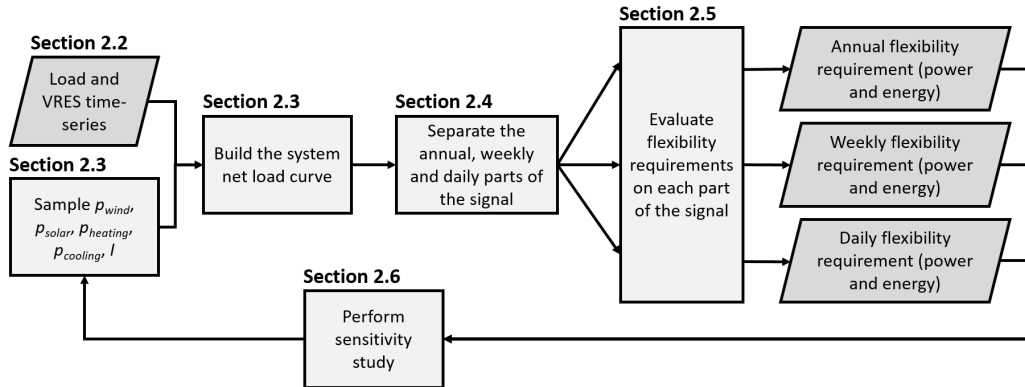 Section 2.2
Load and
VRES time-
series
Section 2.3
Sample p_wind,
p_solar, p_heating,
p_cooling, I
Section 2.3
Build the system
net load curve
Section 2.4
Separate the
annual, weekly
and daily parts of
the signal
Section 2.5
Evaluate
flexibility
requirements
on each part
of the signal
Annual flexibility
requirement (power
and energy)
Weekly flexibility
requirement (power
and energy)
Daily flexibility
requirement (power
and energy)
Section 2.6
Perform
sensitivity
study